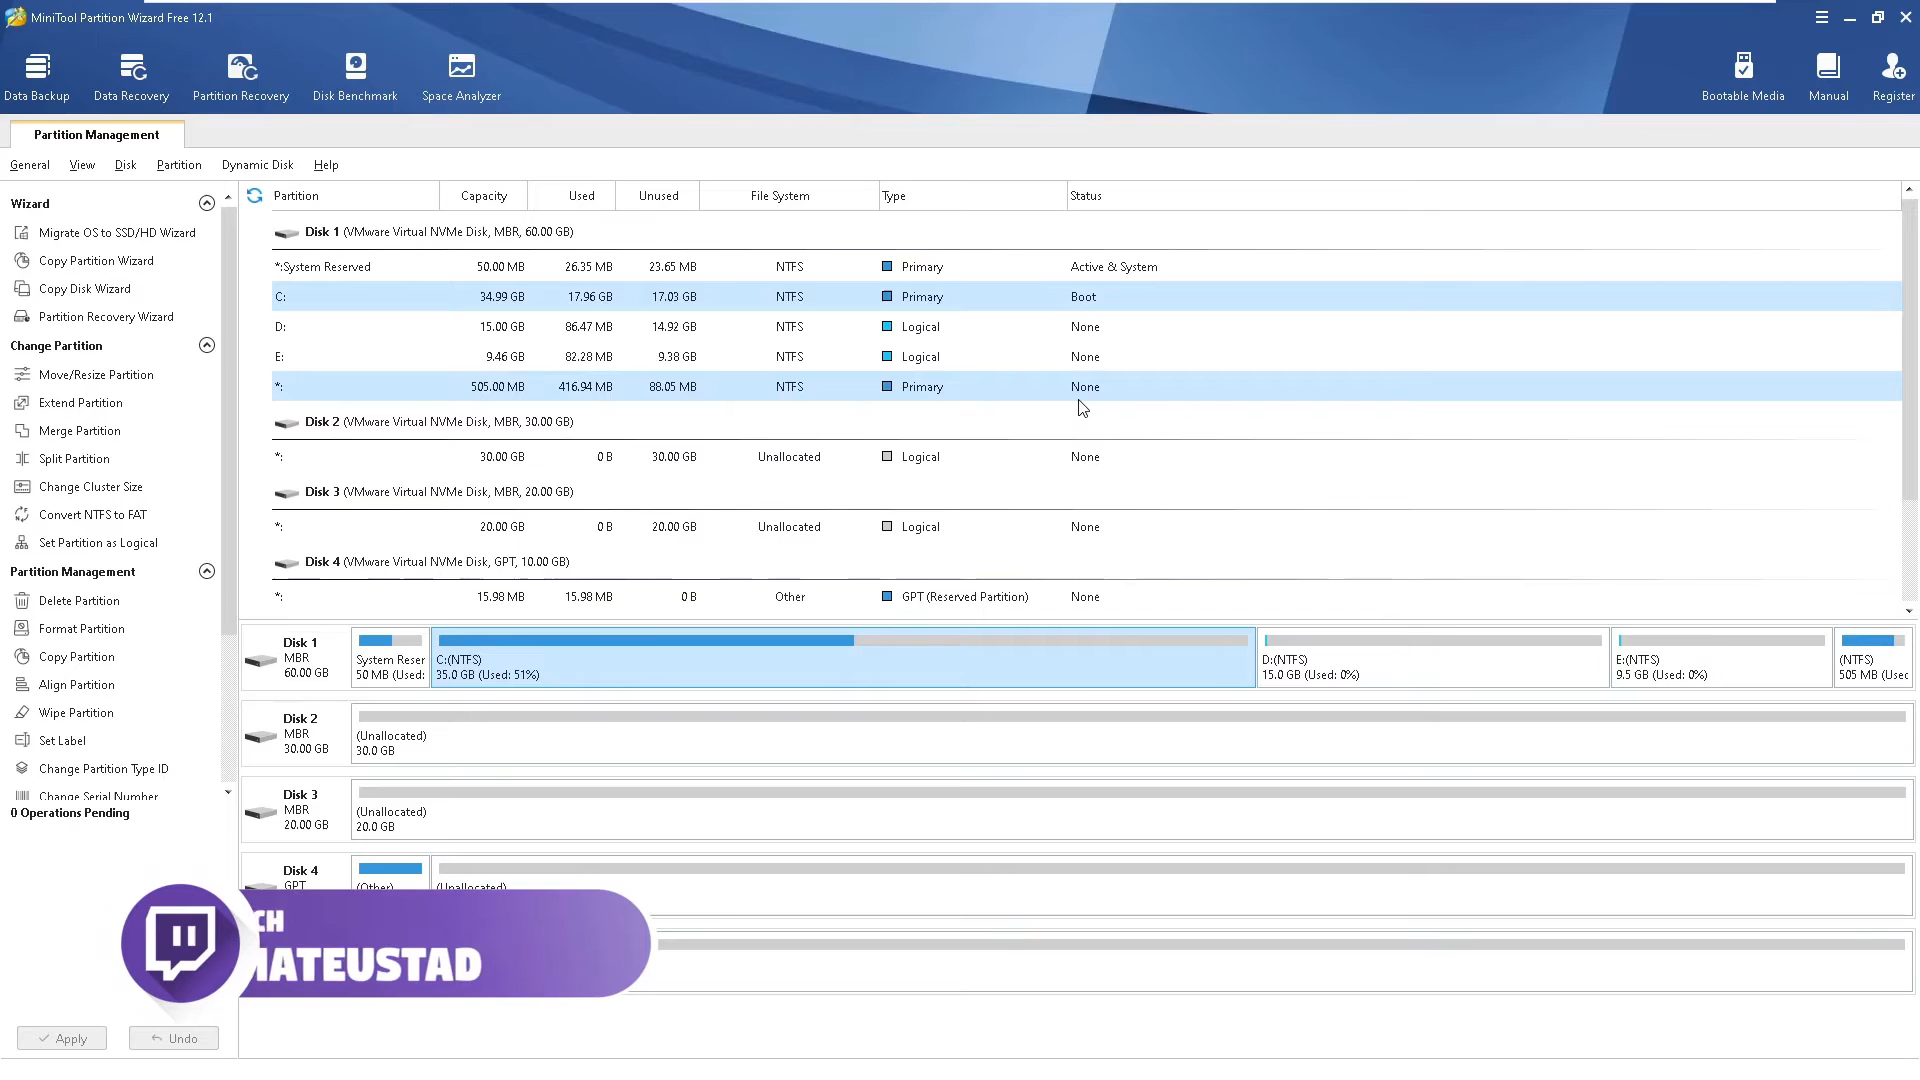 MiniTool Partition Wizard Free 12.1
Data Backup Data Recovery Partition Recovery Disk Benchmark Space Analyzer Bootable Media Manual Register
Partition Management
General View Disk Partition Dynamic Disk Help
Wizard
Migrate OS to SSD/HD Wizard
Copy Partition Wizard
Copy Disk Wizard
Partition Recovery Wizard
Change Partition
Move/Resize Partition
Extend Partition
Merge Partition
Split Partition
Change Cluster Size
Convert NTFS to FAT
Set Partition as Logical
Partition Management
Delete Partition
Format Partition
Copy Partition
Align Partition
Wipe Partition
Set Label
Change Partition Type ID
Change Serial Number
0 Operations Pending
Apply Undo
Partition Capacity Used Unused File System Type Status
Disk 1 (VMware Virtual NVMe Disk, MBR, 60.00 GB)
*:System Reserved 50.00 MB 26.35 MB 23.65 MB NTFS Primary Active & System
C: 34.99 GB 17.96 GB 17.03 GB NTFS Primary Boot
D: 15.00 GB 86.47 MB 14.92 GB NTFS Logical None
E: 9.46 GB 82.28 MB 9.38 GB NTFS Logical None
*: 505.00 MB 416.94 MB 88.05 MB NTFS Primary None
Disk 2 (VMware Virtual NVMe Disk, MBR, 30.00 GB)
*: 30.00 GB 0 B 30.00 GB Unallocated Logical None
Disk 3 (VMware Virtual NVMe Disk, MBR, 20.00 GB)
*: 20.00 GB 0 B 20.00 GB Unallocated Logical None
Disk 4 (VMware Virtual NVMe Disk, GPT, 10.00 GB)
*: 15.98 MB 15.98 MB 0 B Other GPT (Reserved Partition) None
Disk 1
MBR
60.00 GB
System Reser
50 MB (Used:
C:(NTFS)
35.0 GB (Used: 51%)
D:(NTFS)
15.0 GB (Used: 0%)
E:(NTFS)
9.5 GB (Used: 0%)
(NTFS)
505 MB (Usec
Disk 2
MBR
30.00 GB
(Unallocated)
30.0 GB
Disk 3
MBR
20.00 GB
(Unallocated)
20.0 GB
Disk 4
GPT
(Other)
(Unallocated)
CH
MATEUSTAD